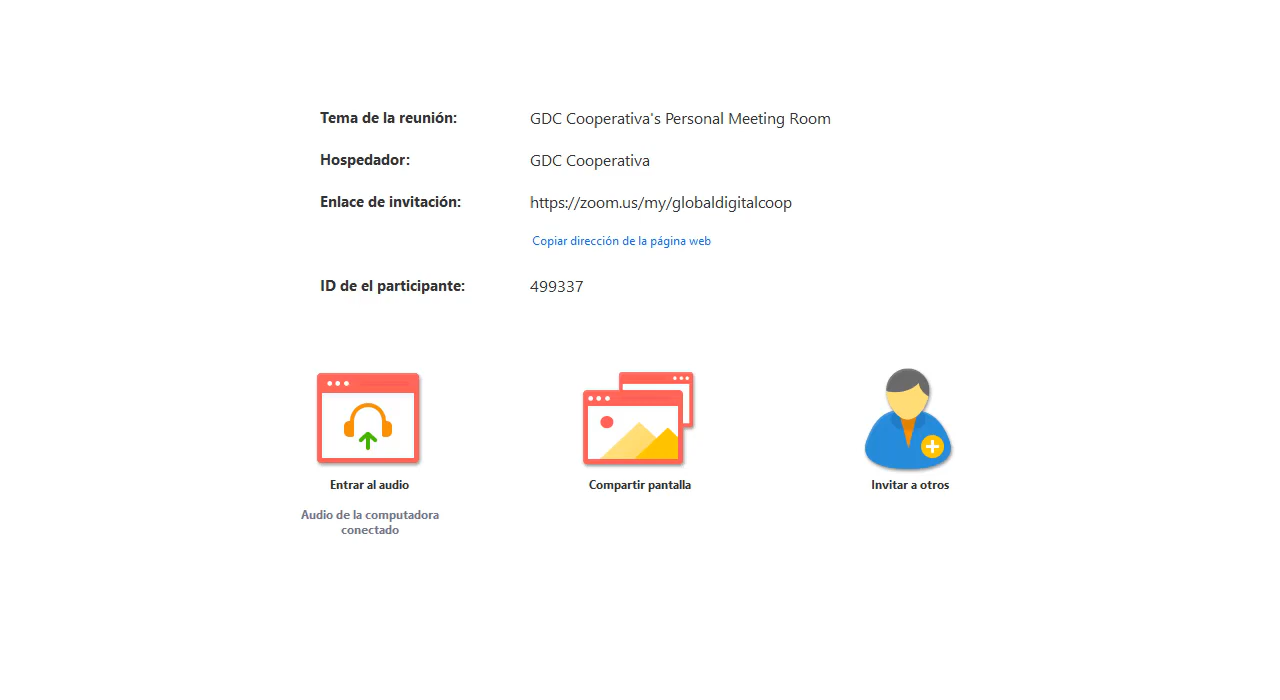 Tema de la reunión: GDC Cooperativa's Personal Meeting Room
Hospedador: GDC Cooperativa
Enlace de invitación: https://zoom.us/my/globaldigitalcoop
Copiar dirección de la página web
ID de el participante: 499337
Entrar al audio
Compartir pantalla
Invitar a otros
Audio de la computadora
conectado